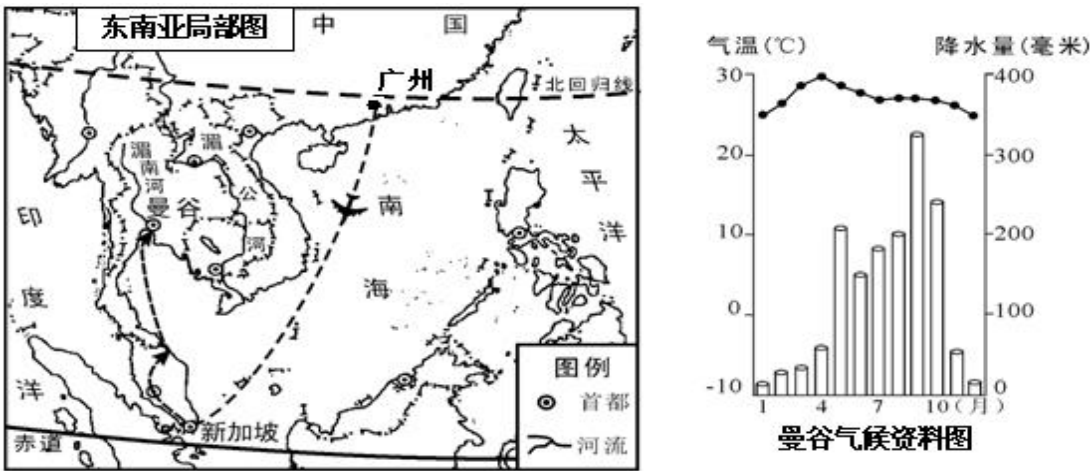 东南亚局部图
中国
广州
北回归线
太平洋
湄南河
湄公河
曼谷
南海
印度洋
新加坡
赤道
图例
首都
河流
气温(℃)
降水量(毫米)
30
20
10
0
-10
400
300
200
100
0
1
4
7
10(月)
曼谷气候资料图